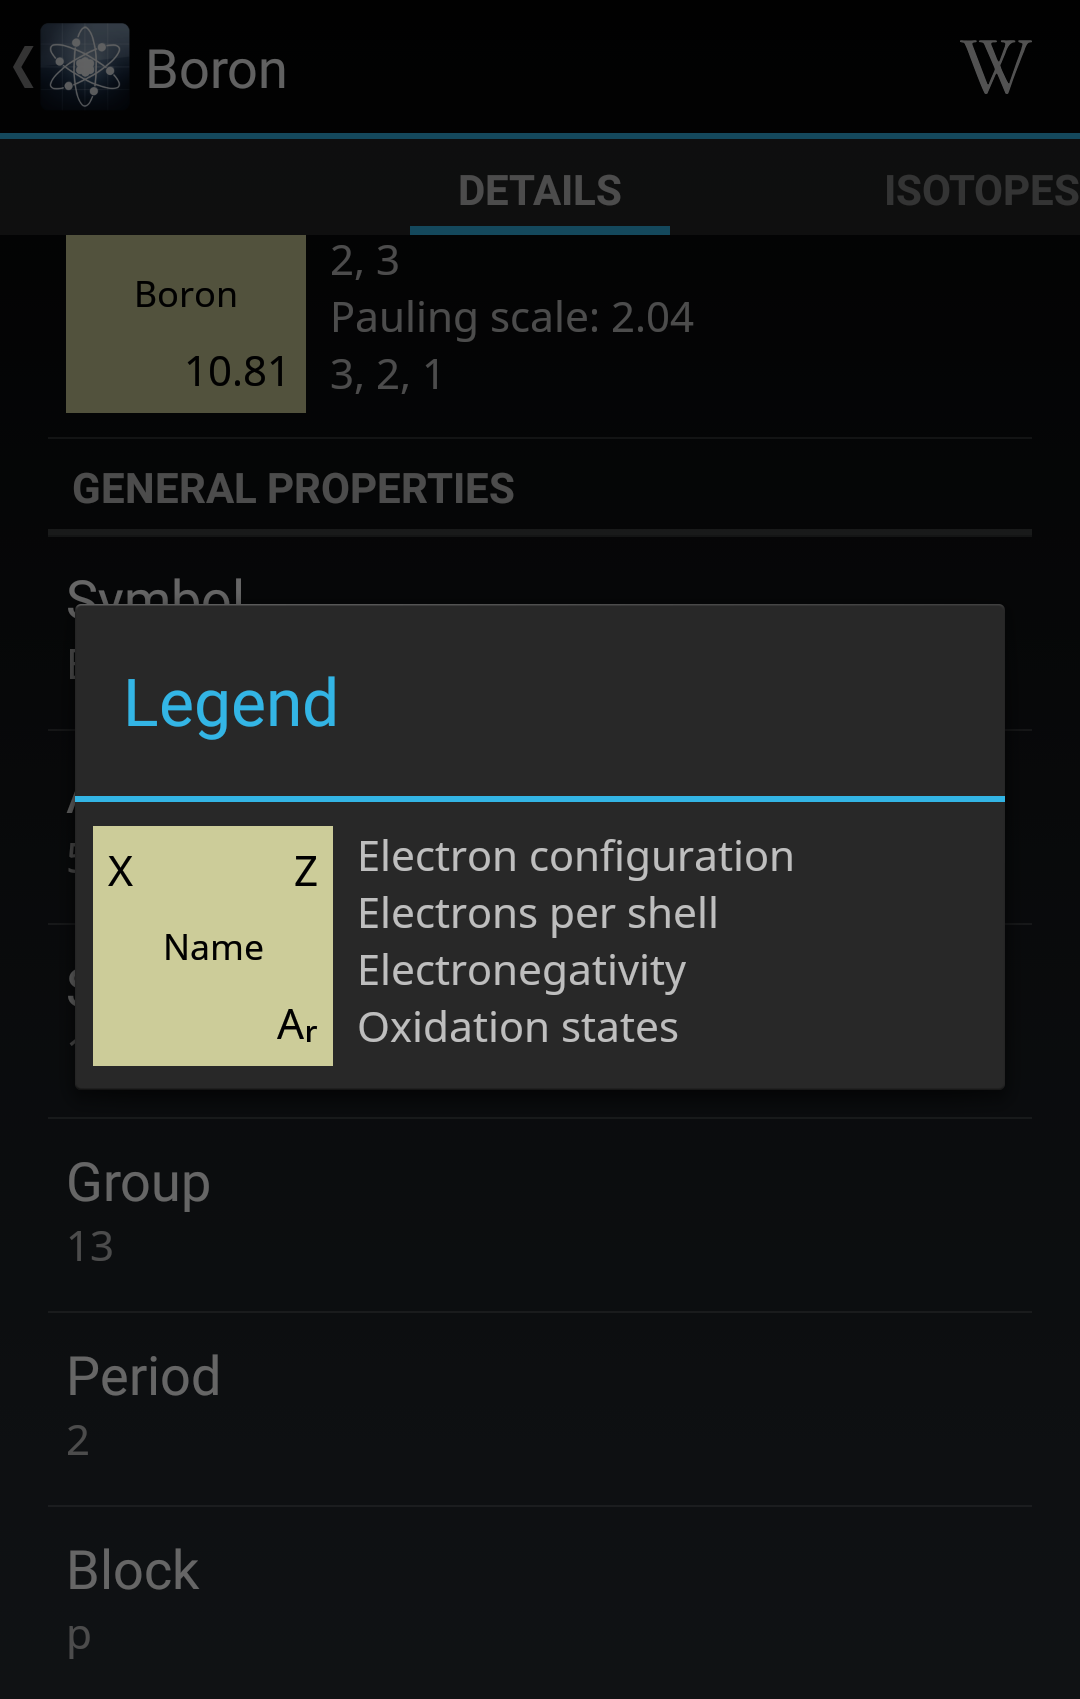 Boron
W
DETAILS
ISOTOPES
Boron
10.81
2, 3
Pauling scale: 2.04
3, 2, 1
GENERAL PROPERTIES
Symbol
Legend
X
Z
Name
Ar
Electron configuration
Electrons per shell
Electronegativity
Oxidation states
Group
13
Period
2
Block
p